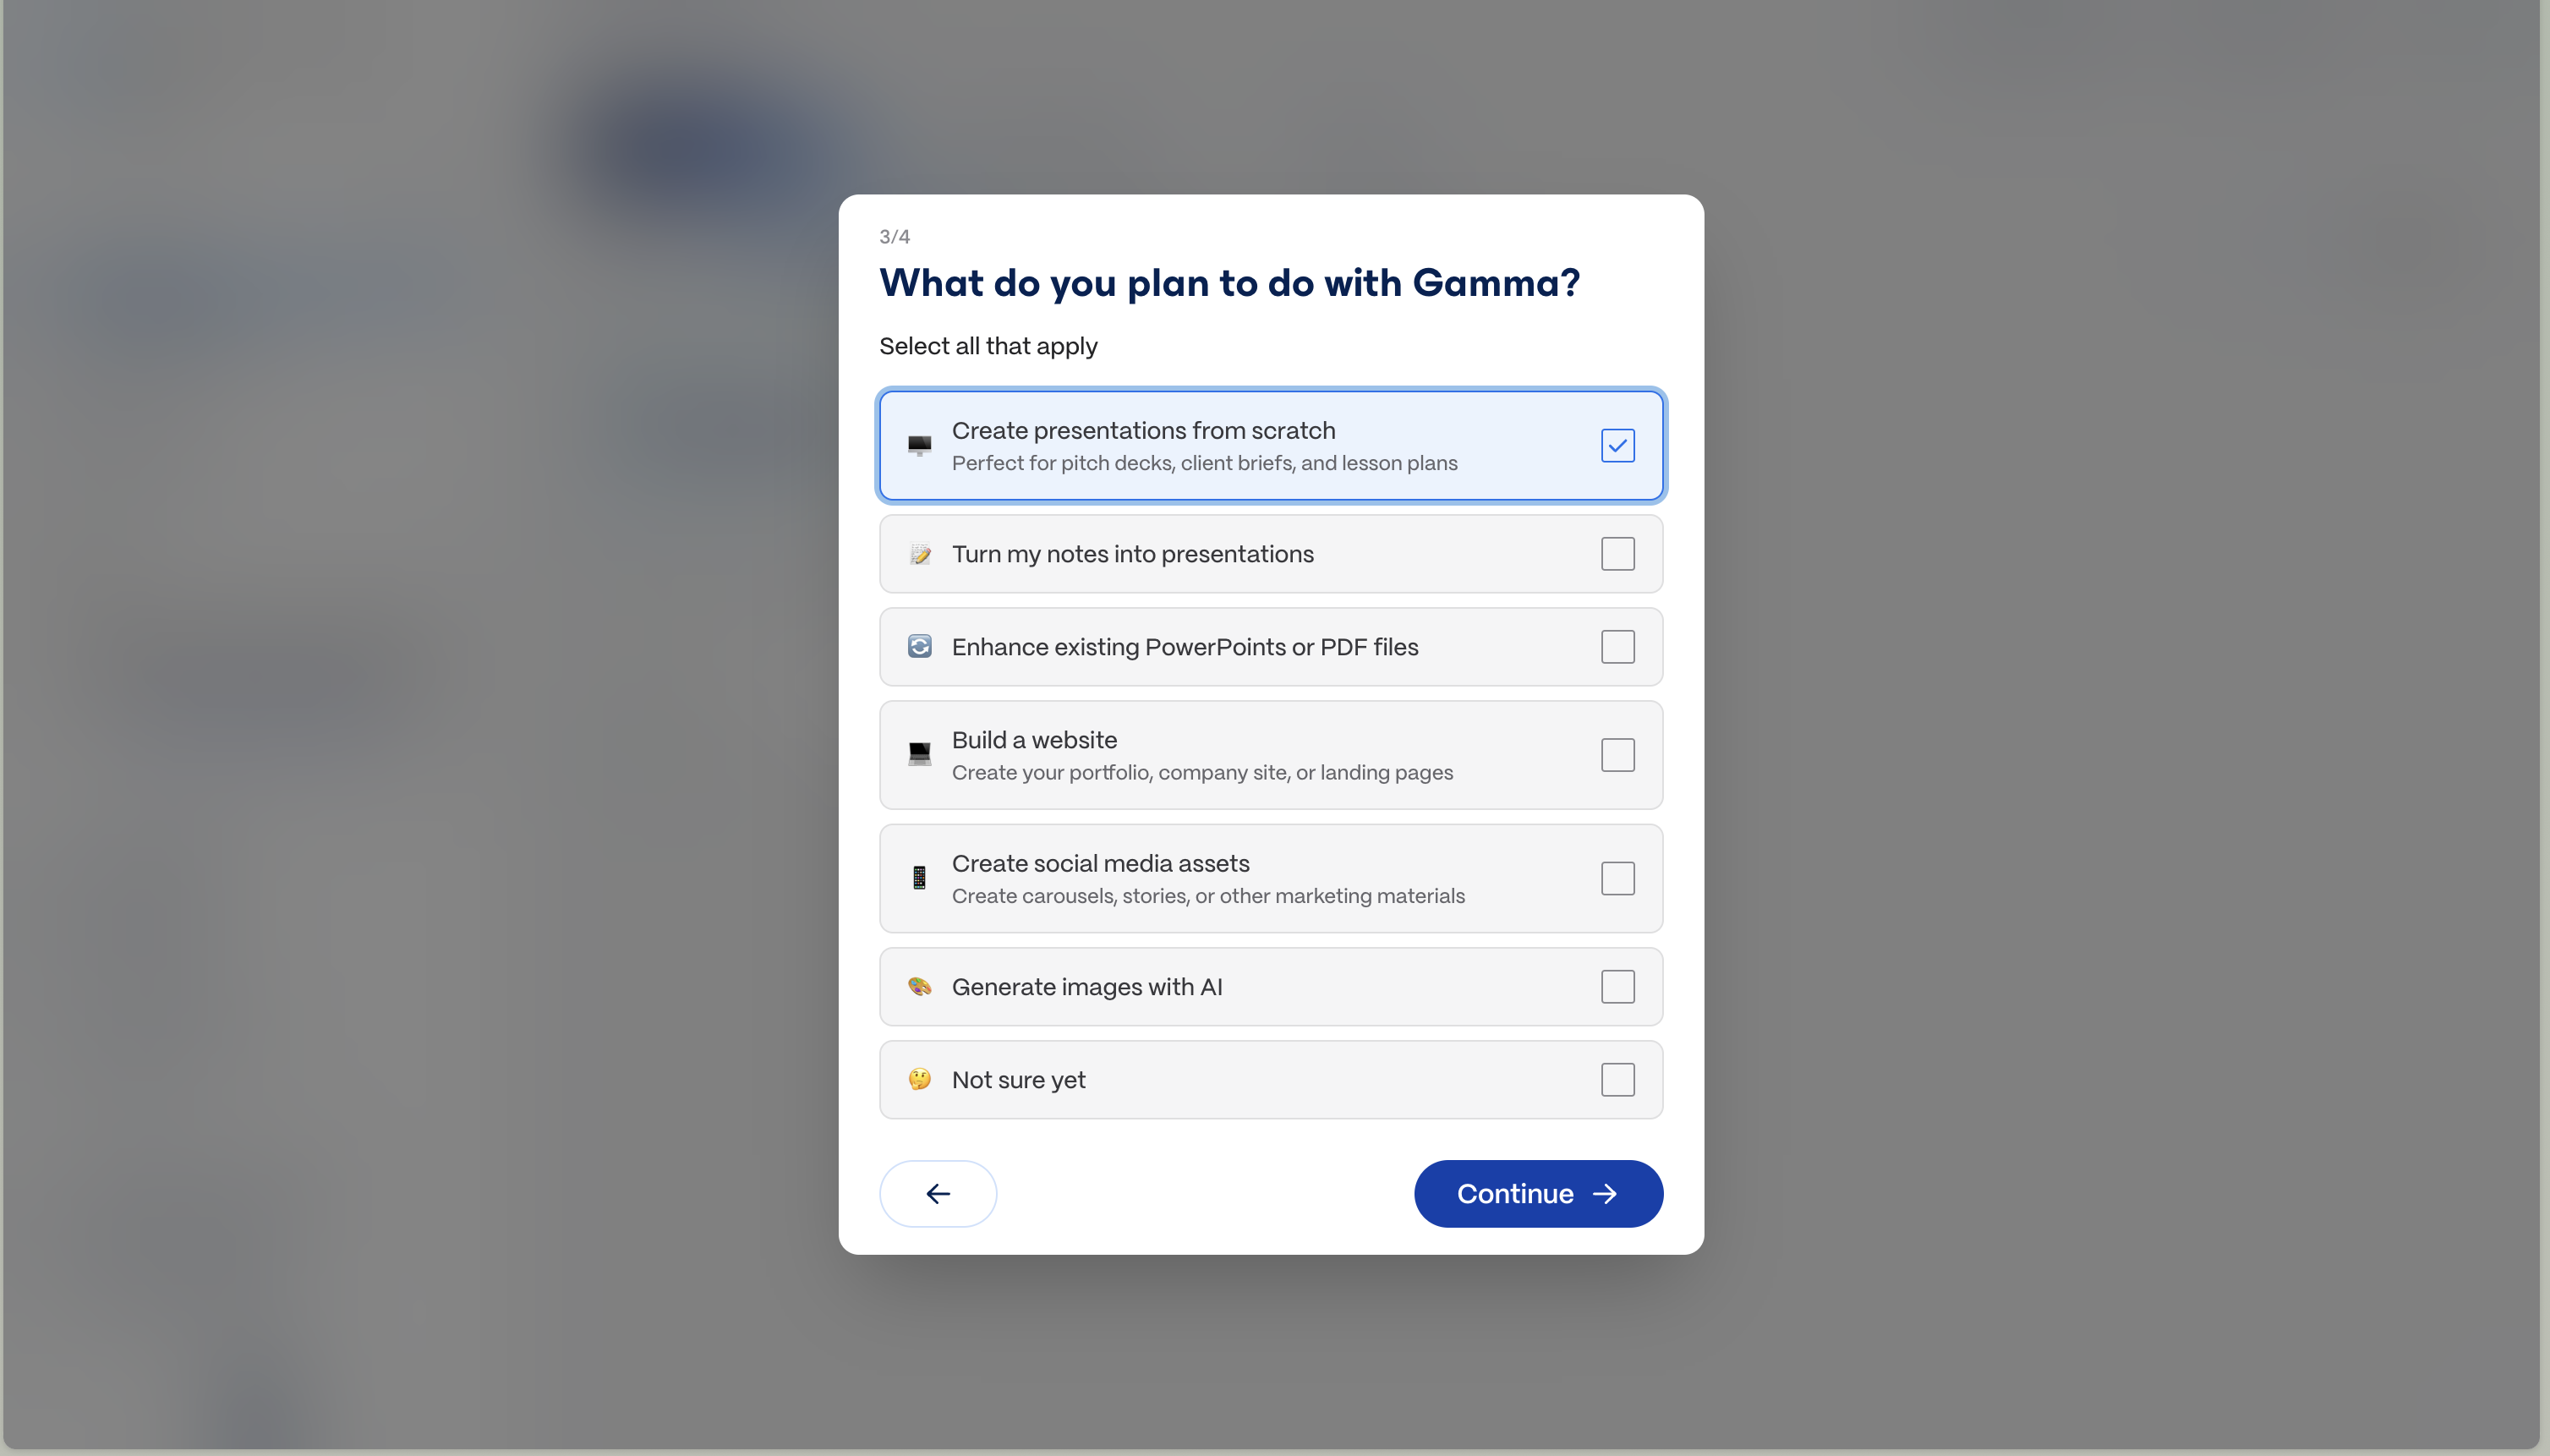 3/4
What do you plan to do with Gamma?
Select all that apply
Create presentations from scratch
Perfect for pitch decks, client briefs, and lesson plans
Turn my notes into presentations
Enhance existing PowerPoints or PDF files
Build a website
Create your portfolio, company site, or landing pages
Create social media assets
Create carousels, stories, or other marketing materials
Generate images with AI
Not sure yet
Continue